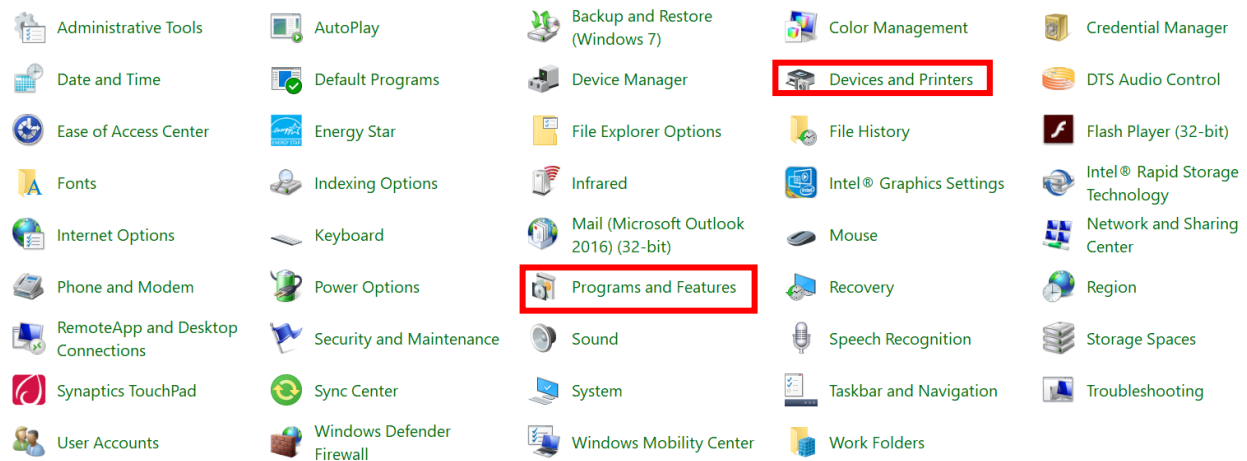 Administrative Tools
AutoPlay
Backup and Restore
(Windows 7)
Color Management
Credential Manager
Date and Time
Default Programs
Device Manager
Devices and Printers
DTS Audio Control
Ease of Access Center
Energy Star
File Explorer Options
File History
Flash Player (32-bit)
Fonts
Indexing Options
Infrared
Intel® Graphics Settings
Intel® Rapid Storage
Technology
Internet Options
Keyboard
Mail (Microsoft Outlook
2016) (32-bit)
Mouse
Network and Sharing
Center
Phone and Modem
Power Options
Programs and Features
Recovery
Region
RemoteApp and Desktop
Connections
Security and Maintenance
Sound
Speech Recognition
Storage Spaces
Synaptics TouchPad
Sync Center
System
Taskbar and Navigation
Troubleshooting
User Accounts
Windows Defender
Firewall
Windows Mobility Center
Work Folders